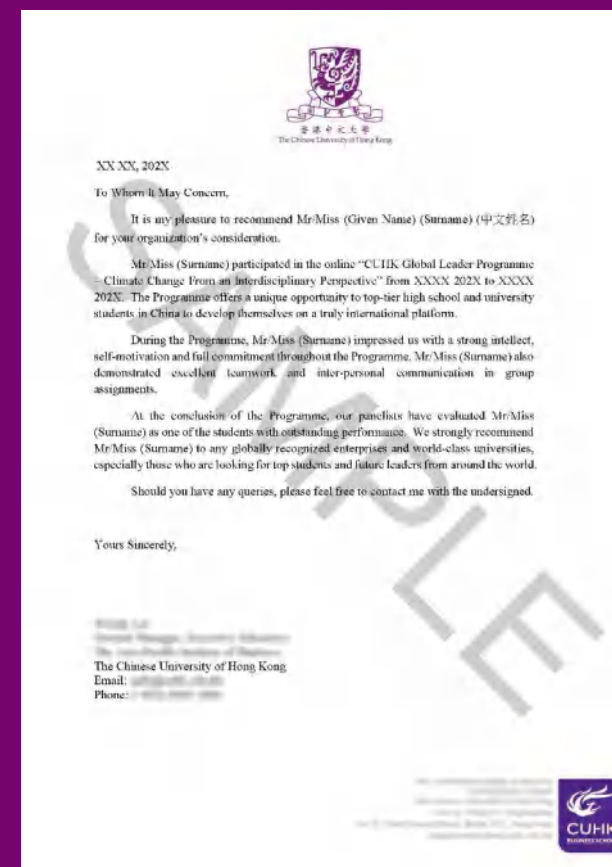 香港中文大學
The Chinese University of Hong Kong
XX XX, 202X
To Whom It May Concern,
It is my pleasure to recommend Mr/Miss (Given Name) (Surname) (中文姓名)
for your organization's consideration.
Mr/Miss (Surname) participated in the online “CUHK Global Leader Programme
– Climate Change From an Interdisciplinary Perspective” from XXXX 202X to XXXX
202X. The Programme offers a unique opportunity to top-tier high school and university
students in China to develop themselves on a truly international platform.
During the Programme, Mr/Miss (Surname) impressed us with a strong intellect,
self-motivation and full commitment throughout the Programme. Mr/Miss (Surname) also
demonstrated excellent teamwork and inter-personal communication in group
assignments.
At the conclusion of the Programme, our panelists have evaluated Mr/Miss
(Surname) as one of the students with outstanding performance. We strongly recommend
Mr/Miss (Surname) to any globally recognized enterprises and world-class universities,
especially those who are looking for top students and future leaders from around the world.
Should you have any queries, please feel free to contact me with the undersigned.
SAMPLE
Yours Sincerely,
The Chinese University of Hong Kong
Email:
Phone:
CUHK
BUSINESS SCHOOL